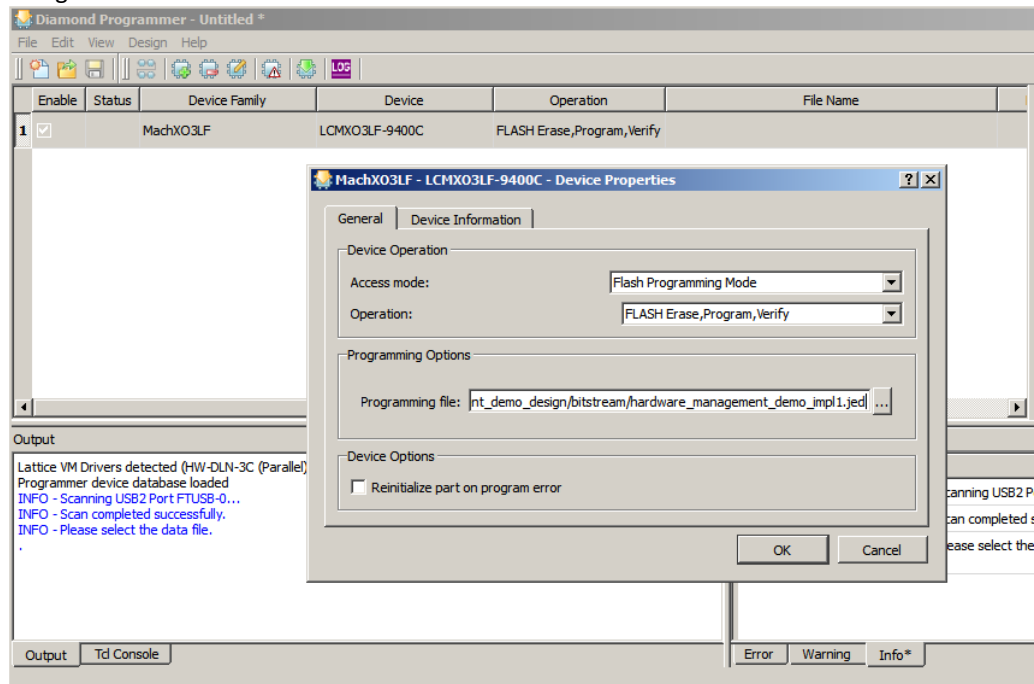 Diamond Programmer - Untitled *
File Edit View Design Help
LOG
Enable Status Device Family Device Operation File Name
1 MachXO3LF LCMXO3LF-9400C FLASH Erase,Program,Verify
MachXO3LF - LCMXO3LF-9400C - Device Properties
General Device Information
Device Operation
Access mode: Flash Programming Mode
Operation: FLASH Erase,Program,Verify
Programming Options
Programming file: nt_demo_design/bitstream/hardware_management_demo_impl1.jed ...
Device Options
Reinitialize part on program error
OK Cancel
Output
Lattice VM Drivers detected (HW-DLN-3C (Parallel)
Programmer device database loaded
INFO - Scanning USB2 Port FTUSB-0...
INFO - Scan completed successfully.
INFO - Please select the data file.
.
canning USB2 P
can completed s
ease select the
Output Tcl Console
Error Warning Info*